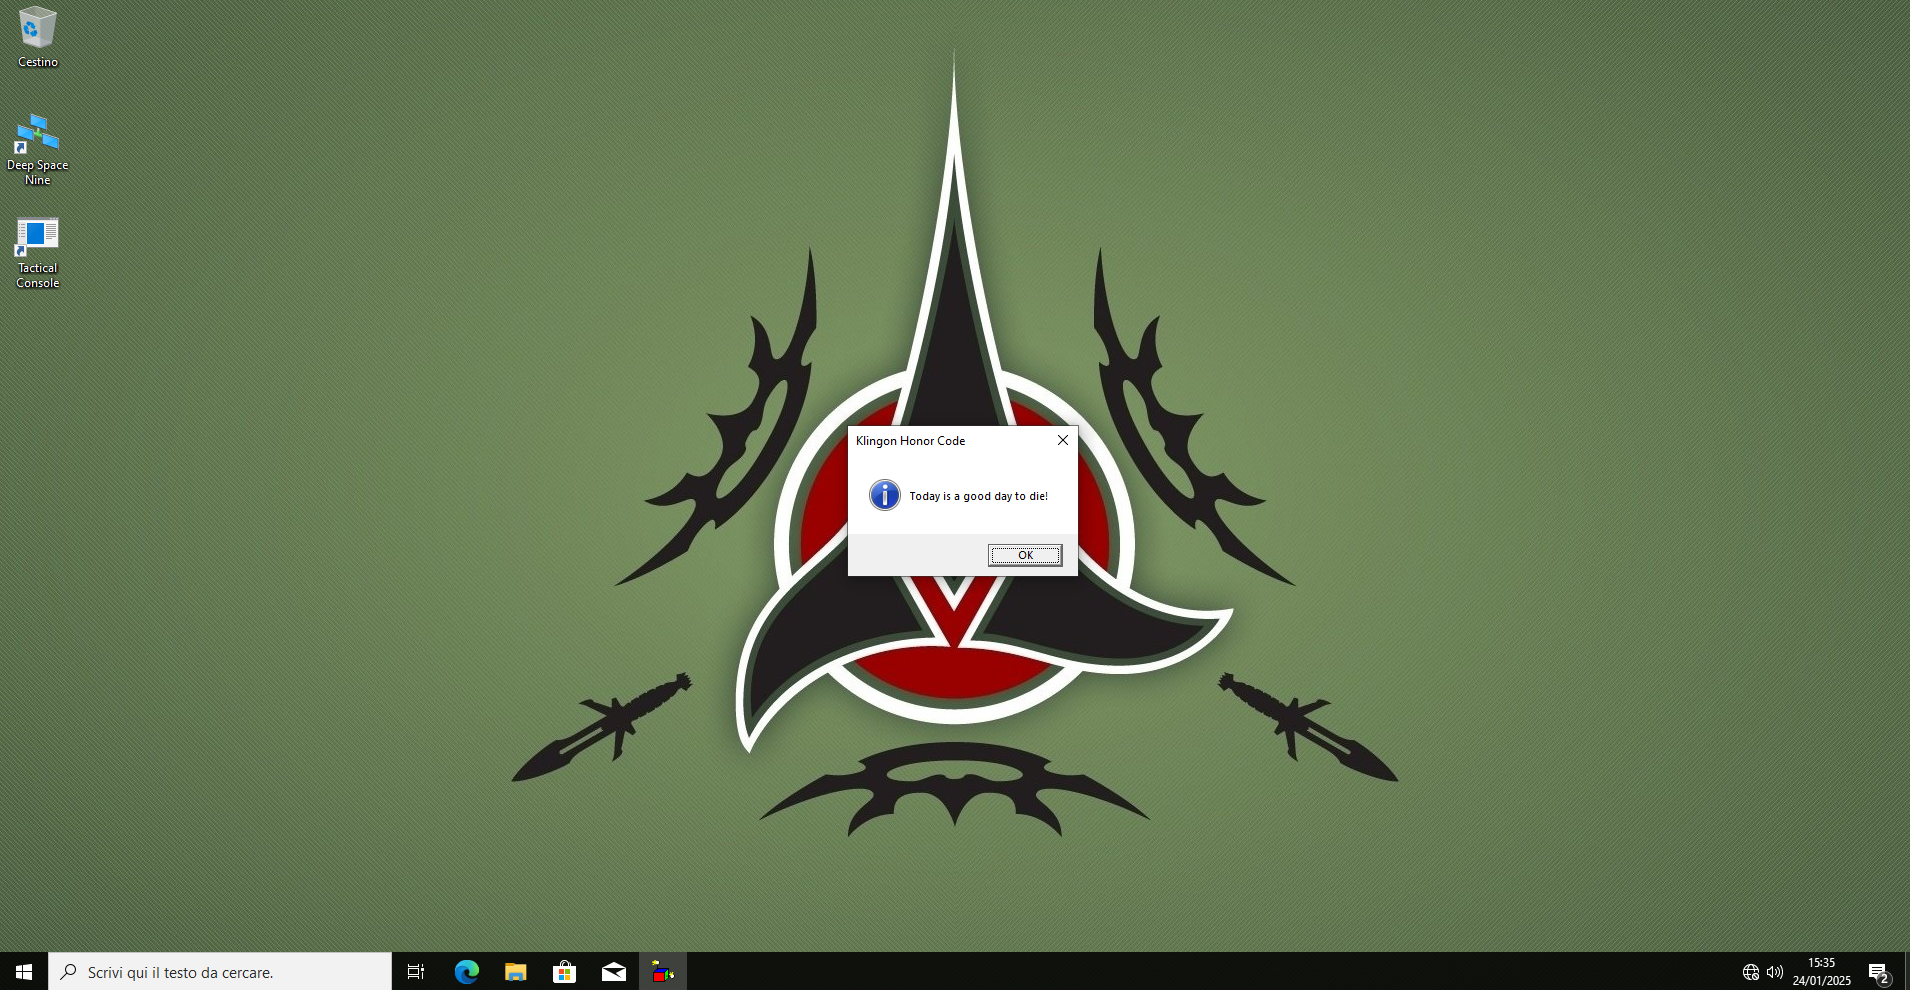 Cestino
Deep Space
Nine
Tactical
Console
Klingon Honor Code
Today is a good day to die!
OK
Scrivi qui il testo da cercare.
15:35
24/01/2025
2